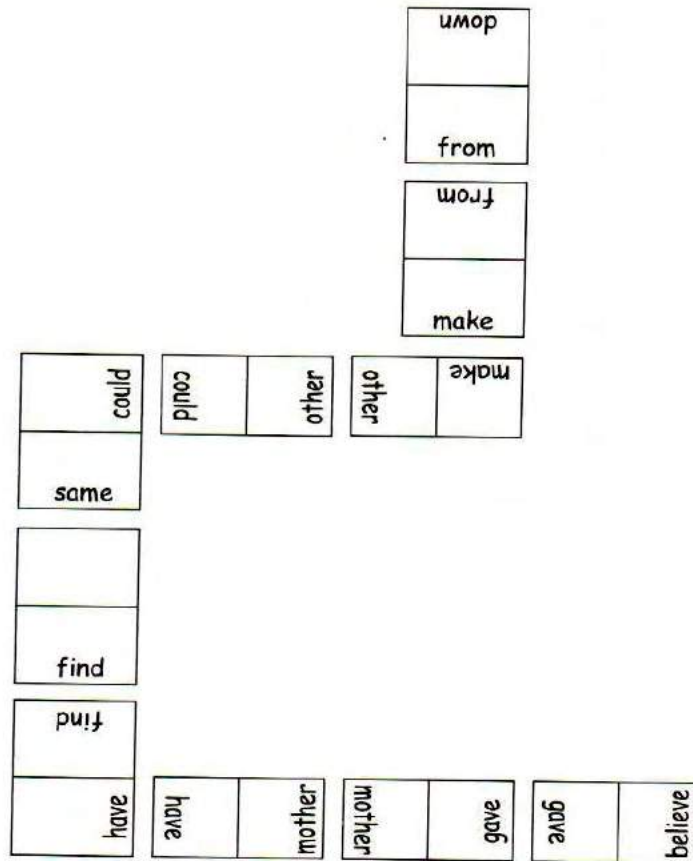 down
from
from
make
could
could
other
other
make
same
find
find
have
have
mother
mother
gave
gave
believe